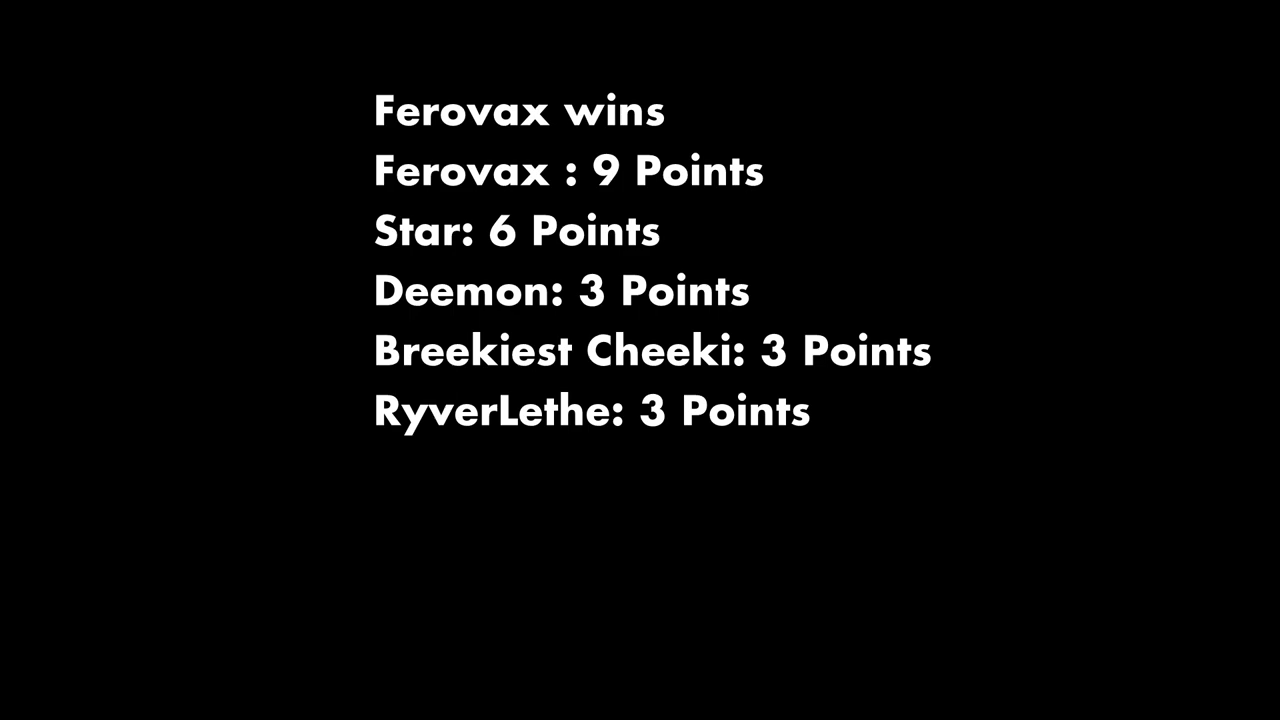 Ferovax wins
Ferovax : 9 Points
Star: 6 Points
Deemon: 3 Points
Breekiest Cheeki: 3 Points
RyverLethe: 3 Points